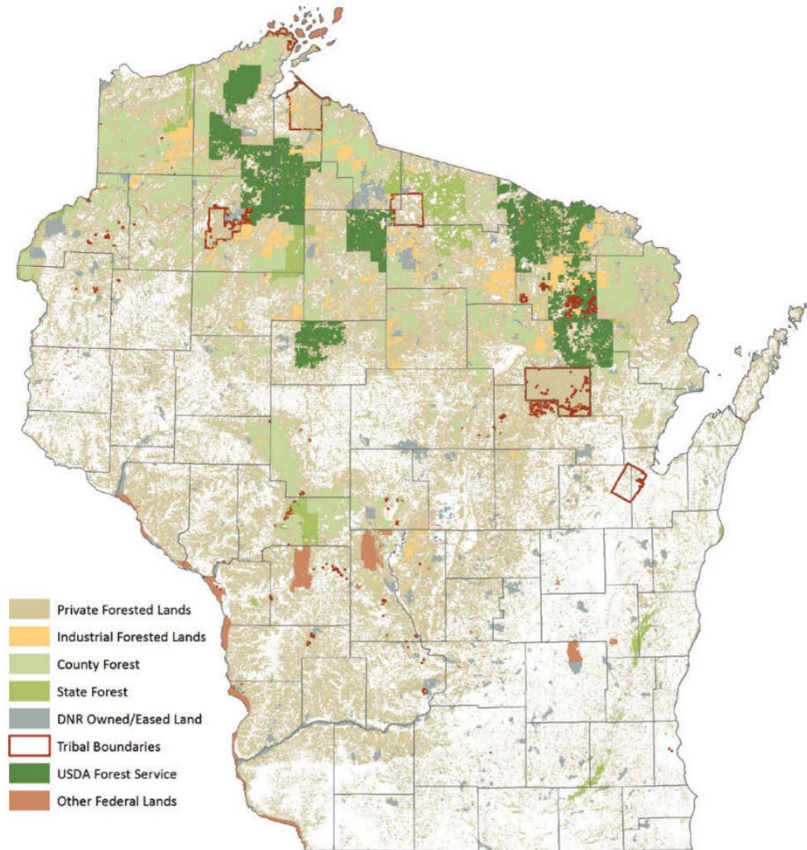 Private Forested Lands
Industrial Forested Lands
County Forest
State Forest
DNR Owned/Eased Land
Tribal Boundaries
USDA Forest Service
Other Federal Lands